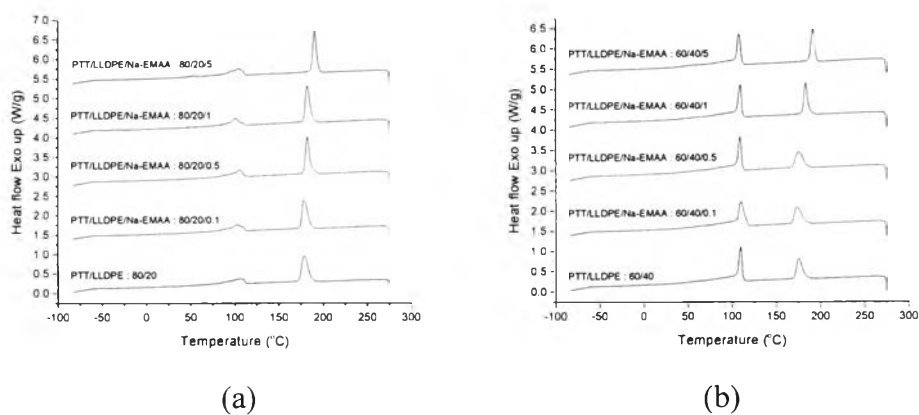 7.0
6.5
6.0
5.5
5.0
4.5
4.0
3.5
3.0
2.5
2.0
1.5
1.0
0.5
0.0
Heat flow Exo up (W/g)
PTT/LLDPE/Na-EMAA : 80/20/5
PTT/LLDPE/Na-EMAA : 80/20/1
PTT/LLDPE/Na-EMAA : 80/20/0.5
PTT/LLDPE/Na-EMAA : 80/20/0.1
PTT/LLDPE : 80/20
-100 -50 0 50 100 150 200 250 300
Temperature (°C)
(a)
6.5
6.0
5.5
5.0
4.5
4.0
3.5
3.0
2.5
2.0
1.5
1.0
0.5
0.0
Heat flow Exo up (W/g)
PTT/LLDPE/Na-EMAA : 60/40/5
PTT/LLDPE/Na-EMAA : 60/40/1
PTT/LLDPE/Na-EMAA : 60/40/0.5
PTT/LLDPE/Na-EMAA : 60/40/0.1
PTT/LLDPE : 60/40
-100 -50 0 50 100 150 200 250 300
Temperature (°C)
(b)